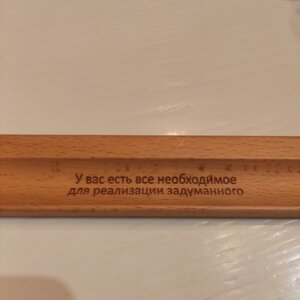 У вас есть все необходимое
для реализации задуманного